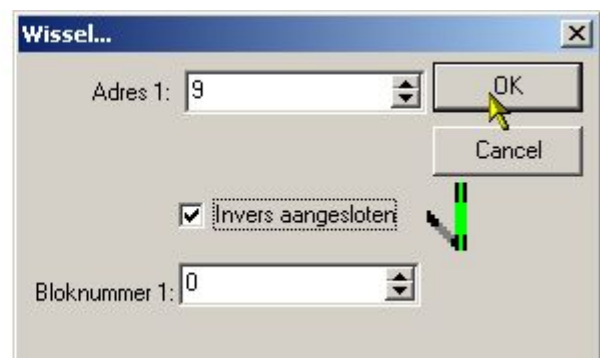 Wissel...
Adres 1: 9
OK
Cancel
Invers aangesloten
Bloknummer 1: 0